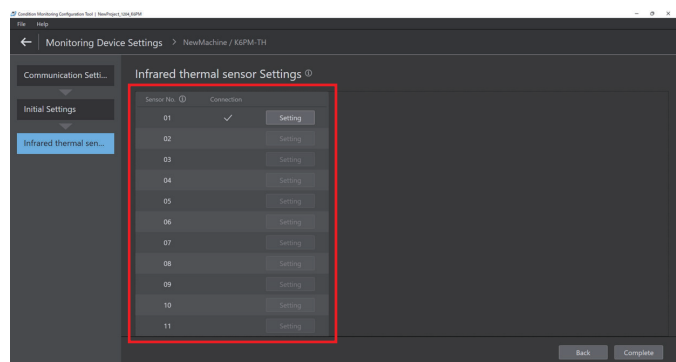 Condition Monitoring Configuration Tool | NewProject_1204_K6PM
File Help
← Monitoring Device Settings > NewMachine / K6PM-TH
Communication Setti...
Initial Settings
Infrared thermal sen...
Infrared thermal sensor Settings
Sensor No. Connection
01 ✓ Setting
02 Setting
03 Setting
04 Setting
05 Setting
06 Setting
07 Setting
08 Setting
09 Setting
10 Setting
11 Setting
Back Complete